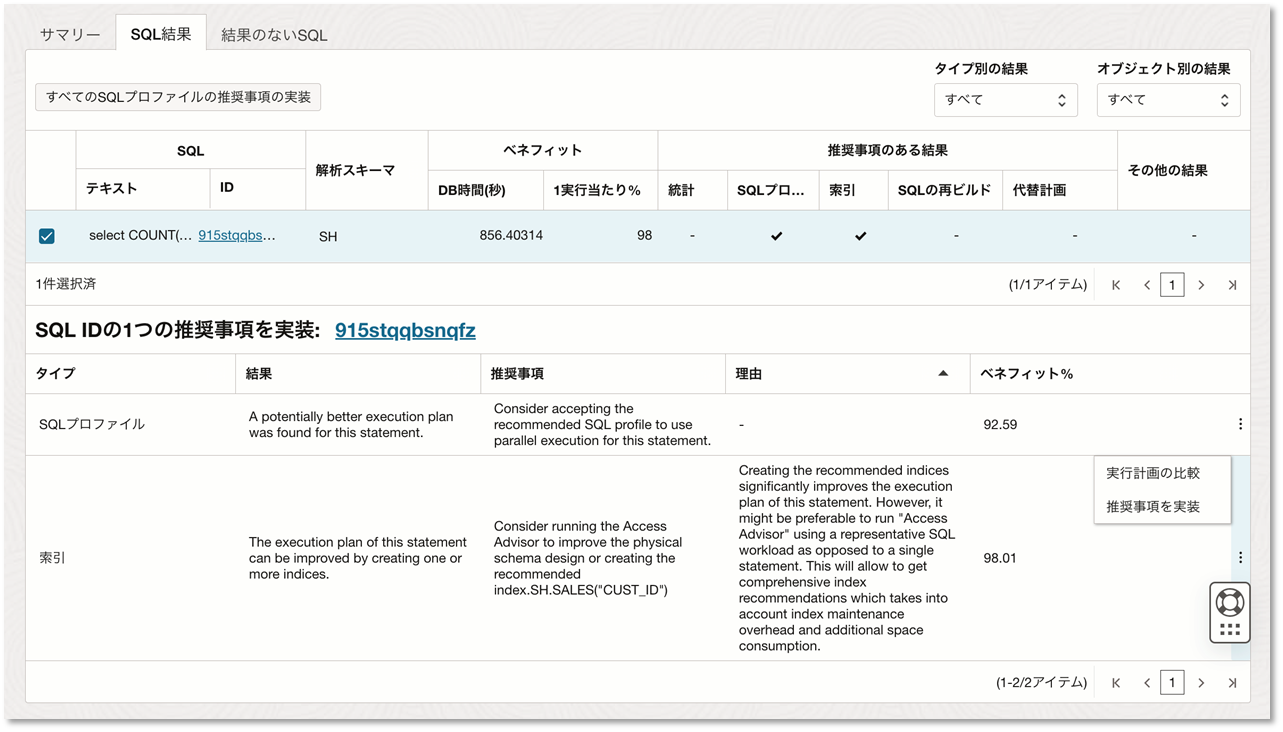 サマリー
SQL結果
結果のないSQL
タイプ別の結果
オブジェクト別の結果
すべてのSQLプロファイルの推奨事項の実装
すべて
すべて
SQL
解析スキーマ
ベネフィット
推奨事項のある結果
その他の結果
テキスト
ID
DB時間(秒)
1実行当たり%
統計
SQLプロ...
索引
SQLの再ビルド
代替計画
select COUNT(...
915stqqbs...
SH
856.40314
98
-
-
-
-
1件選択済
(1/1アイテム)
1
SQL IDの1つの推奨事項を実装: 915stqqbsnqfz
タイプ
結果
推奨事項
理由
ベネフィット%
SQLプロファイル
A potentially better execution plan
was found for this statement.
Consider accepting the
recommended SQL profile to use
parallel execution for this statement.
-
92.59
実行計画の比較
推奨事項を実装
索引
The execution plan of this statement
can be improved by creating one or
more indices.
Consider running the Access
Advisor to improve the physical
schema design or creating the
recommended
index.SH.SALES("CUST_ID")
Creating the recommended indices
significantly improves the execution
plan of this statement. However, it
might be preferable to run "Access
Advisor" using a representative SQL
workload as opposed to a single
statement. This will allow to get
comprehensive index
recommendations which takes into
account index maintenance
overhead and additional space
consumption.
98.01
(1-2/2アイテム)
1